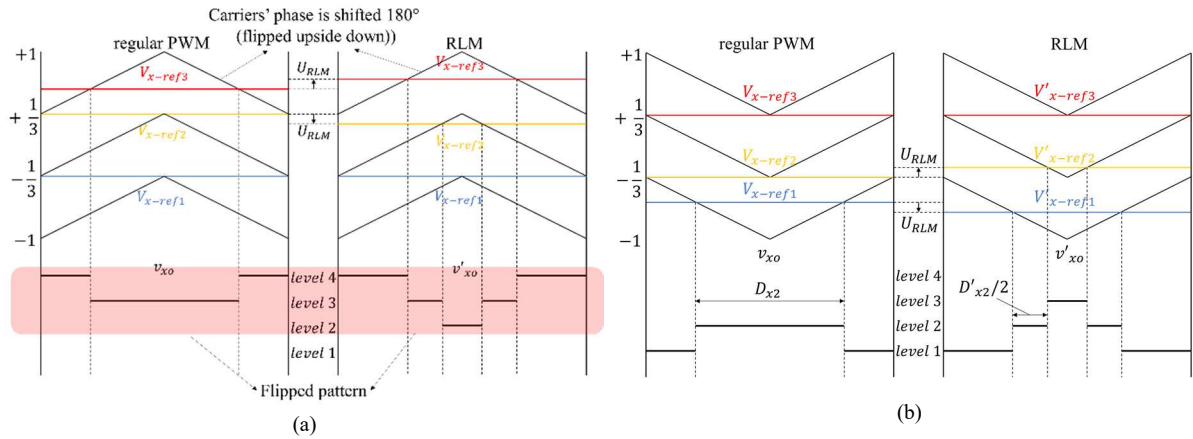 Carriers' phase is shifted 180°
(flipped upside down))
regular PWM
RLM
+1
V_{x-ref3}
+1/3
V_{x-ref2}
-1/3
V_{x-ref1}
-1
U_{RLM}
U_{RLM}
V_{x-ref3}
V_{x-ref2}
v_{xo}
v'_{xo}
level 4
level 3
level 2
level 1
Flipped pattern
(a)
regular PWM
RLM
+1
V_{x-ref3}
+1/3
V_{x-ref2}
-1/3
V_{x-ref1}
-1
U_{RLM}
U_{RLM}
V'_{x-ref3}
V'_{x-ref2}
V'_{x-ref1}
v_{xo}
v'_{xo}
level 4
level 3
level 2
level 1
D_{x2}
D'_{x2}/2
(b)